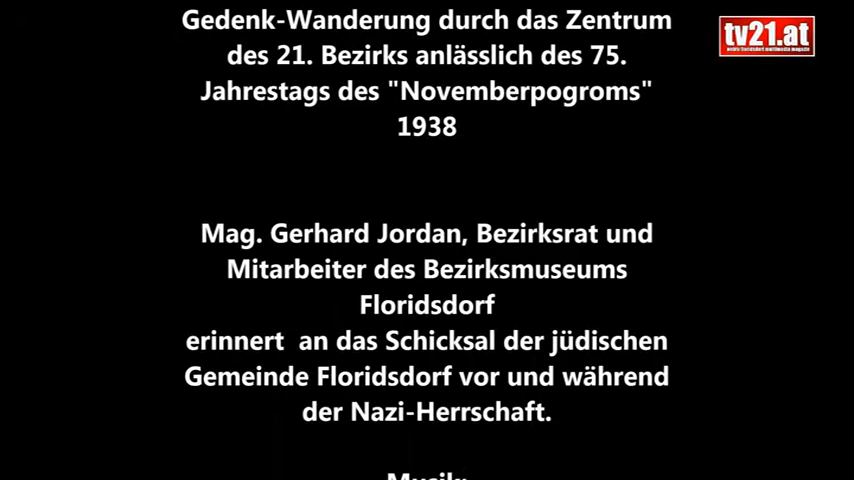 Gedenk-Wanderung durch das Zentrum
des 21. Bezirks anlässlich des 75.
Jahrestags des "Novemberpogroms"
1938
Mag. Gerhard Jordan, Bezirksrat und
Mitarbeiter des Bezirksmuseums
Floridsdorf
erinnert  an das Schicksal der jüdischen
Gemeinde Floridsdorf vor und während
der Nazi-Herrschaft.
Musik:
tv21.at